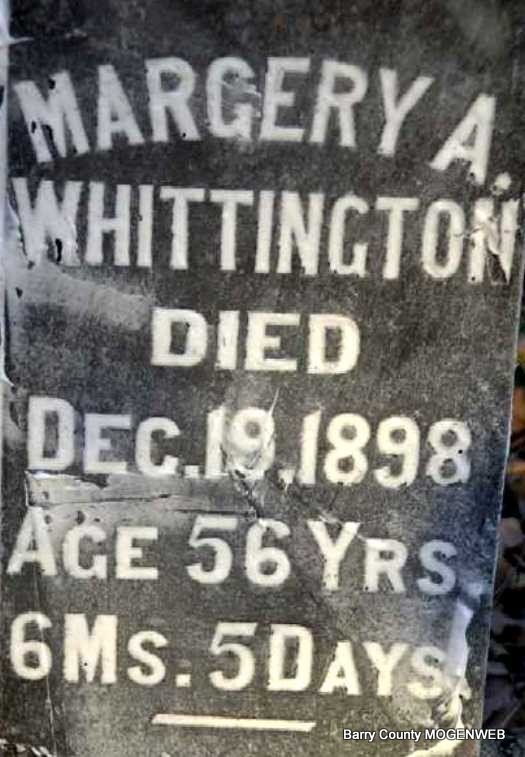 MARGERY A.
WHITTINGTON
DIED
DEC. 19, 1898
AGE 56 YRS
6 MS. 5 DAYS.
Barry County MOGENWEB